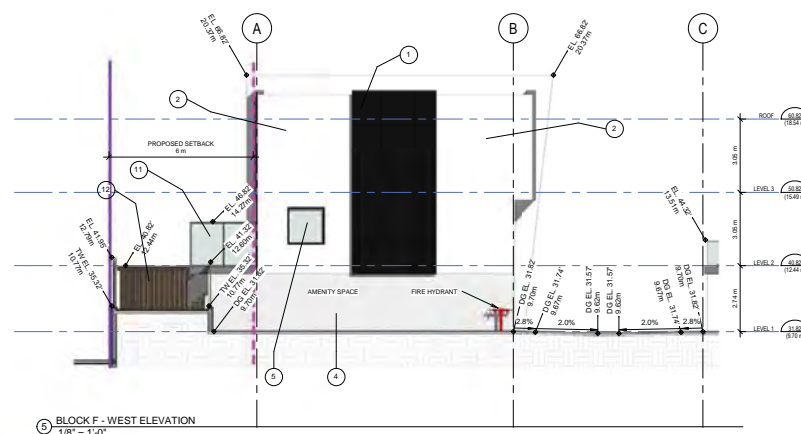 A
B
C
EL. 66.82'
20.37m
EL. 66.82'
20.37m
1
2
2
ROOF
60.82
(18.54
3.05 m
PROPOSED SETBACK
6 m
11
12
EL. 46.82'
14.27m
LEVEL 3
50.82
(15.49
EL. 44.32'
13.51m
3.05 m
EL. 41.95'
12.79m
EL. 40.82'
12.44m
EL. 41.32'
12.60m
LEVEL 2
40.82
(12.44
TW EL. 35.32'
10.77m
TW EL. 35.32'
10.77m
DG EL. 31.82'
9.70m
AMENITY SPACE
FIRE HYDRANT
DG EL. 31.82'
9.70m
DG EL. 31.74'
9.67m
DG EL. 31.57'
9.62m
DG EL. 31.57'
9.62m
DG EL. 31.74'
9.67m
DG EL. 31.82'
9.70m
2.74 m
2.8%
2.0%
2.0%
2.8%
LEVEL 1
31.82
(9.70 m
5
4
5
BLOCK F - WEST ELEVATION
1/8" = 1'-0"